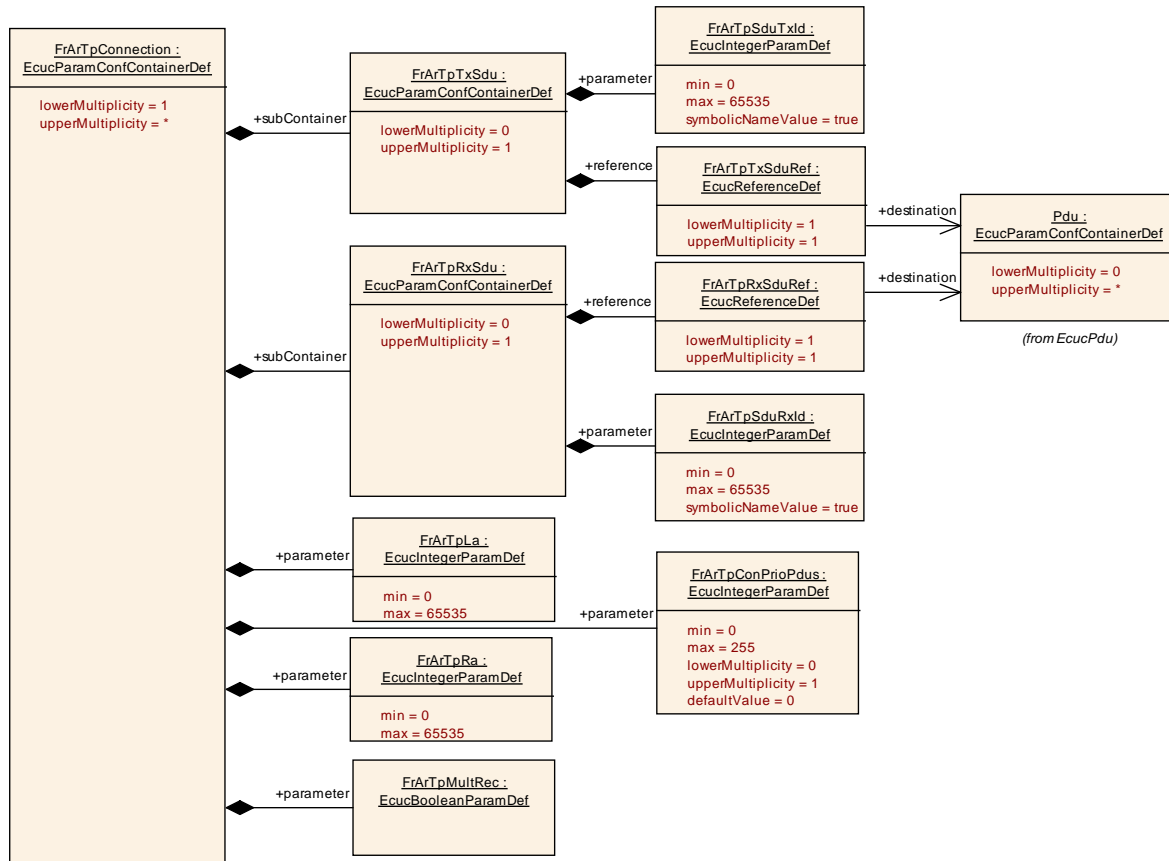 FrArTpConnection :
EcucParamConfContainerDef
lowerMultiplicity = 1
upperMultiplicity = *
+subContainer
FrArTpTxSdu :
EcucParamConfContainerDef
lowerMultiplicity = 0
upperMultiplicity = 1
+parameter
FrArTpSduTxId :
EcucIntegerParamDef
min = 0
max = 65535
symbolicNameValue = true
+reference
FrArTpTxSduRef :
EcucReferenceDef
lowerMultiplicity = 1
upperMultiplicity = 1
+destination
Pdu :
EcucParamConfContainerDef
lowerMultiplicity = 0
upperMultiplicity = *
(from EcucPdu)
+subContainer
FrArTpRxSdu :
EcucParamConfContainerDef
lowerMultiplicity = 0
upperMultiplicity = 1
+reference
FrArTpRxSduRef :
EcucReferenceDef
lowerMultiplicity = 1
upperMultiplicity = 1
+destination
+parameter
FrArTpSduRxId :
EcucIntegerParamDef
min = 0
max = 65535
symbolicNameValue = true
+parameter
FrArTpLa :
EcucIntegerParamDef
min = 0
max = 65535
+parameter
FrArTpConPrioPdus :
EcucIntegerParamDef
min = 0
max = 255
lowerMultiplicity = 0
upperMultiplicity = 1
defaultValue = 0
+parameter
FrArTpRa :
EcucIntegerParamDef
min = 0
max = 65535
+parameter
FrArTpMultRec :
EcucBooleanParamDef